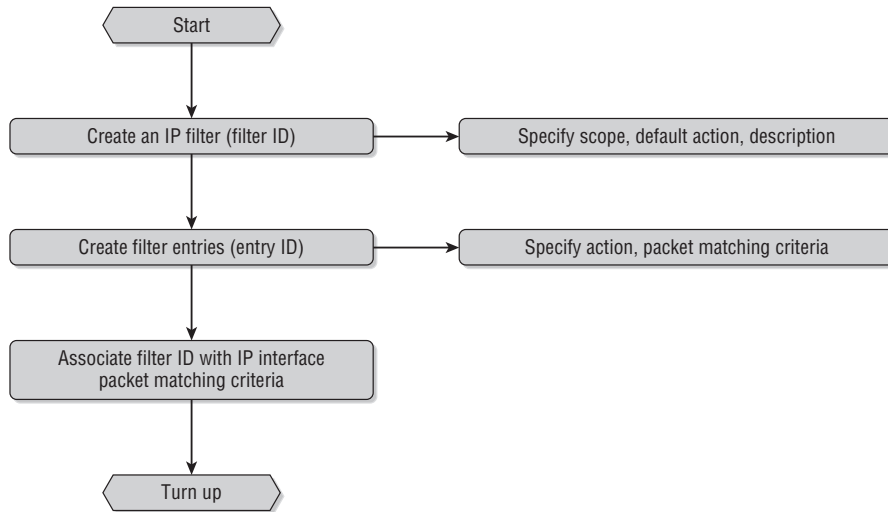 Start
Create an IP filter (filter ID)
Specify scope, default action, description
Create filter entries (entry ID)
Specify action, packet matching criteria
Associate filter ID with IP interface
packet matching criteria
Turn up